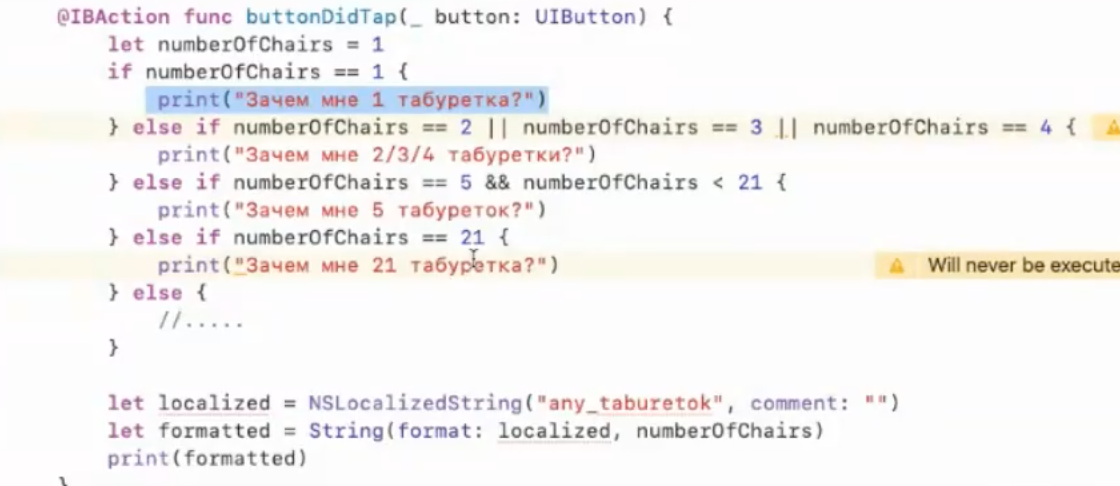 @IBAction func buttonDidTap(_ button: UIButton) {
let numberOfChairs = 1
if numberOfChairs == 1 {
print("Зачем мне 1 табуретка?")
} else if numberOfChairs == 2 || numberOfChairs == 3 || numberOfChairs == 4 {
print("Зачем мне 2/3/4 табуретки?")
} else if numberOfChairs == 5 && numberOfChairs < 21 {
print("Зачем мне 5 табуреток?")
} else if numberOfChairs == 21 {
print("Зачем мне 21 табуретка?") Will never be execute
} else {
//.....
}
let localized = NSLocalizedString("any_taburetok", comment: "")
let formatted = String(format: localized, numberOfChairs)
print(formatted)
}